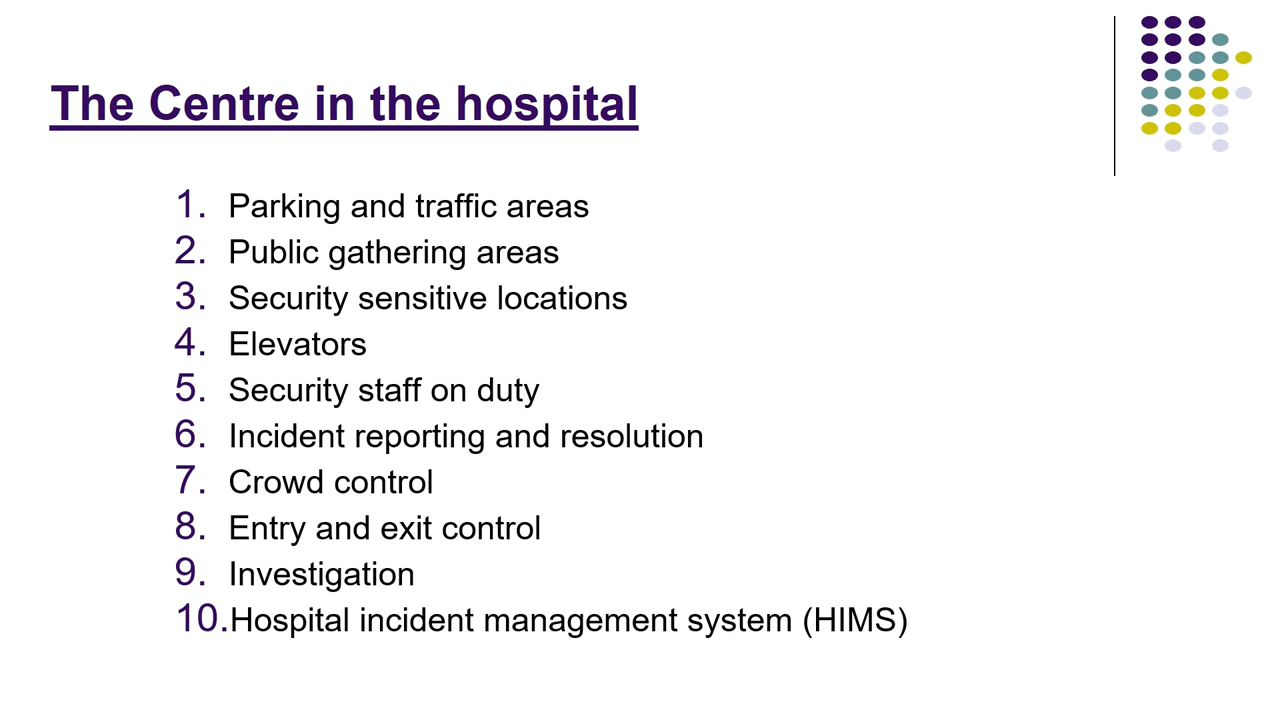 The Centre in the hospital
1. Parking and traffic areas
2. Public gathering areas
3. Security sensitive locations
4. Elevators
5. Security staff on duty
6. Incident reporting and resolution
7. Crowd control
8. Entry and exit control
9. Investigation
10.Hospital incident management system (HIMS)